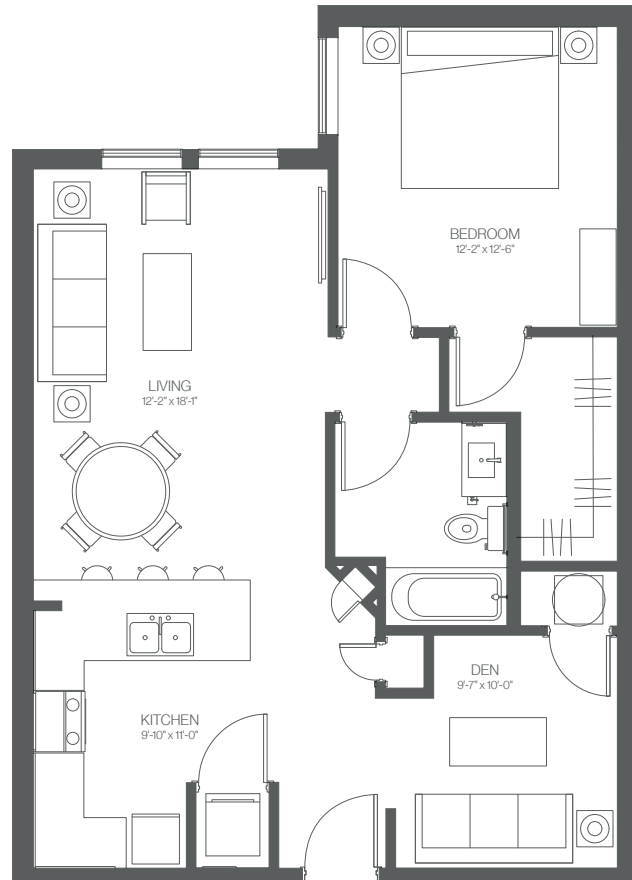 BEDROOM
12'-2" x 12'-6"
LIVING
12'-2" x 18'-1"
DEN
9'-7" x 10'-0"
KITCHEN
9'-10" x 11'-0"